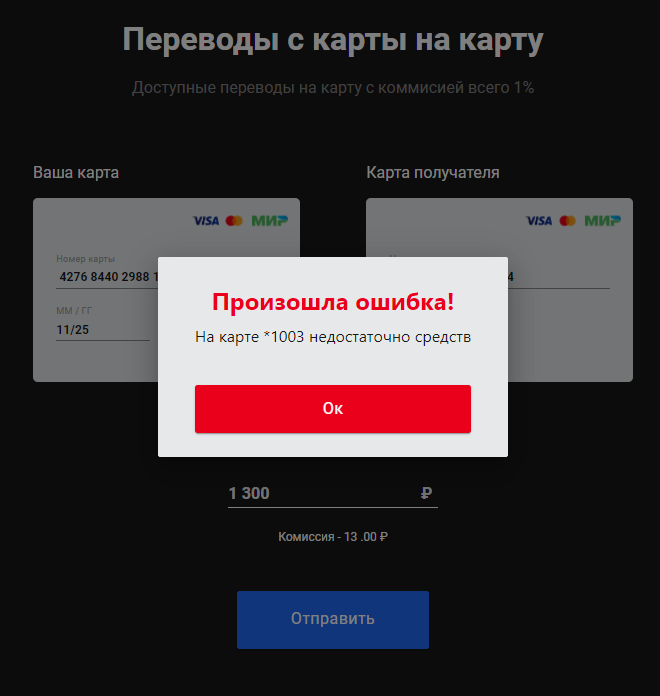 Переводы с карты на карту
Доступные переводы на карту с коммисией всего 1%
Ваша карта
Карта получателя
VISA МИР
VISA МИР
Номер карты
4276 8440 2988 1
4
ММ / ГГ
11/25
Произошла ошибка!
На карте *1003 недостаточно средств
Ок
1 300 ₽
Комиссия - 13 .00 ₽
Отправить